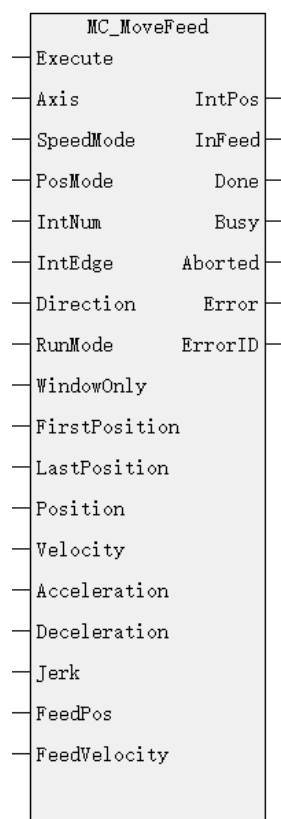 MC_MoveFeed
Execute
Axis IntPos
SpeedMode InFeed
PosMode Done
IntNum Busy
IntEdge Aborted
Direction Error
RunMode ErrorID
WindowOnly
FirstPosition
LastPosition
Position
Velocity
Acceleration
Deceleration
Jerk
FeedPos
FeedVelocity